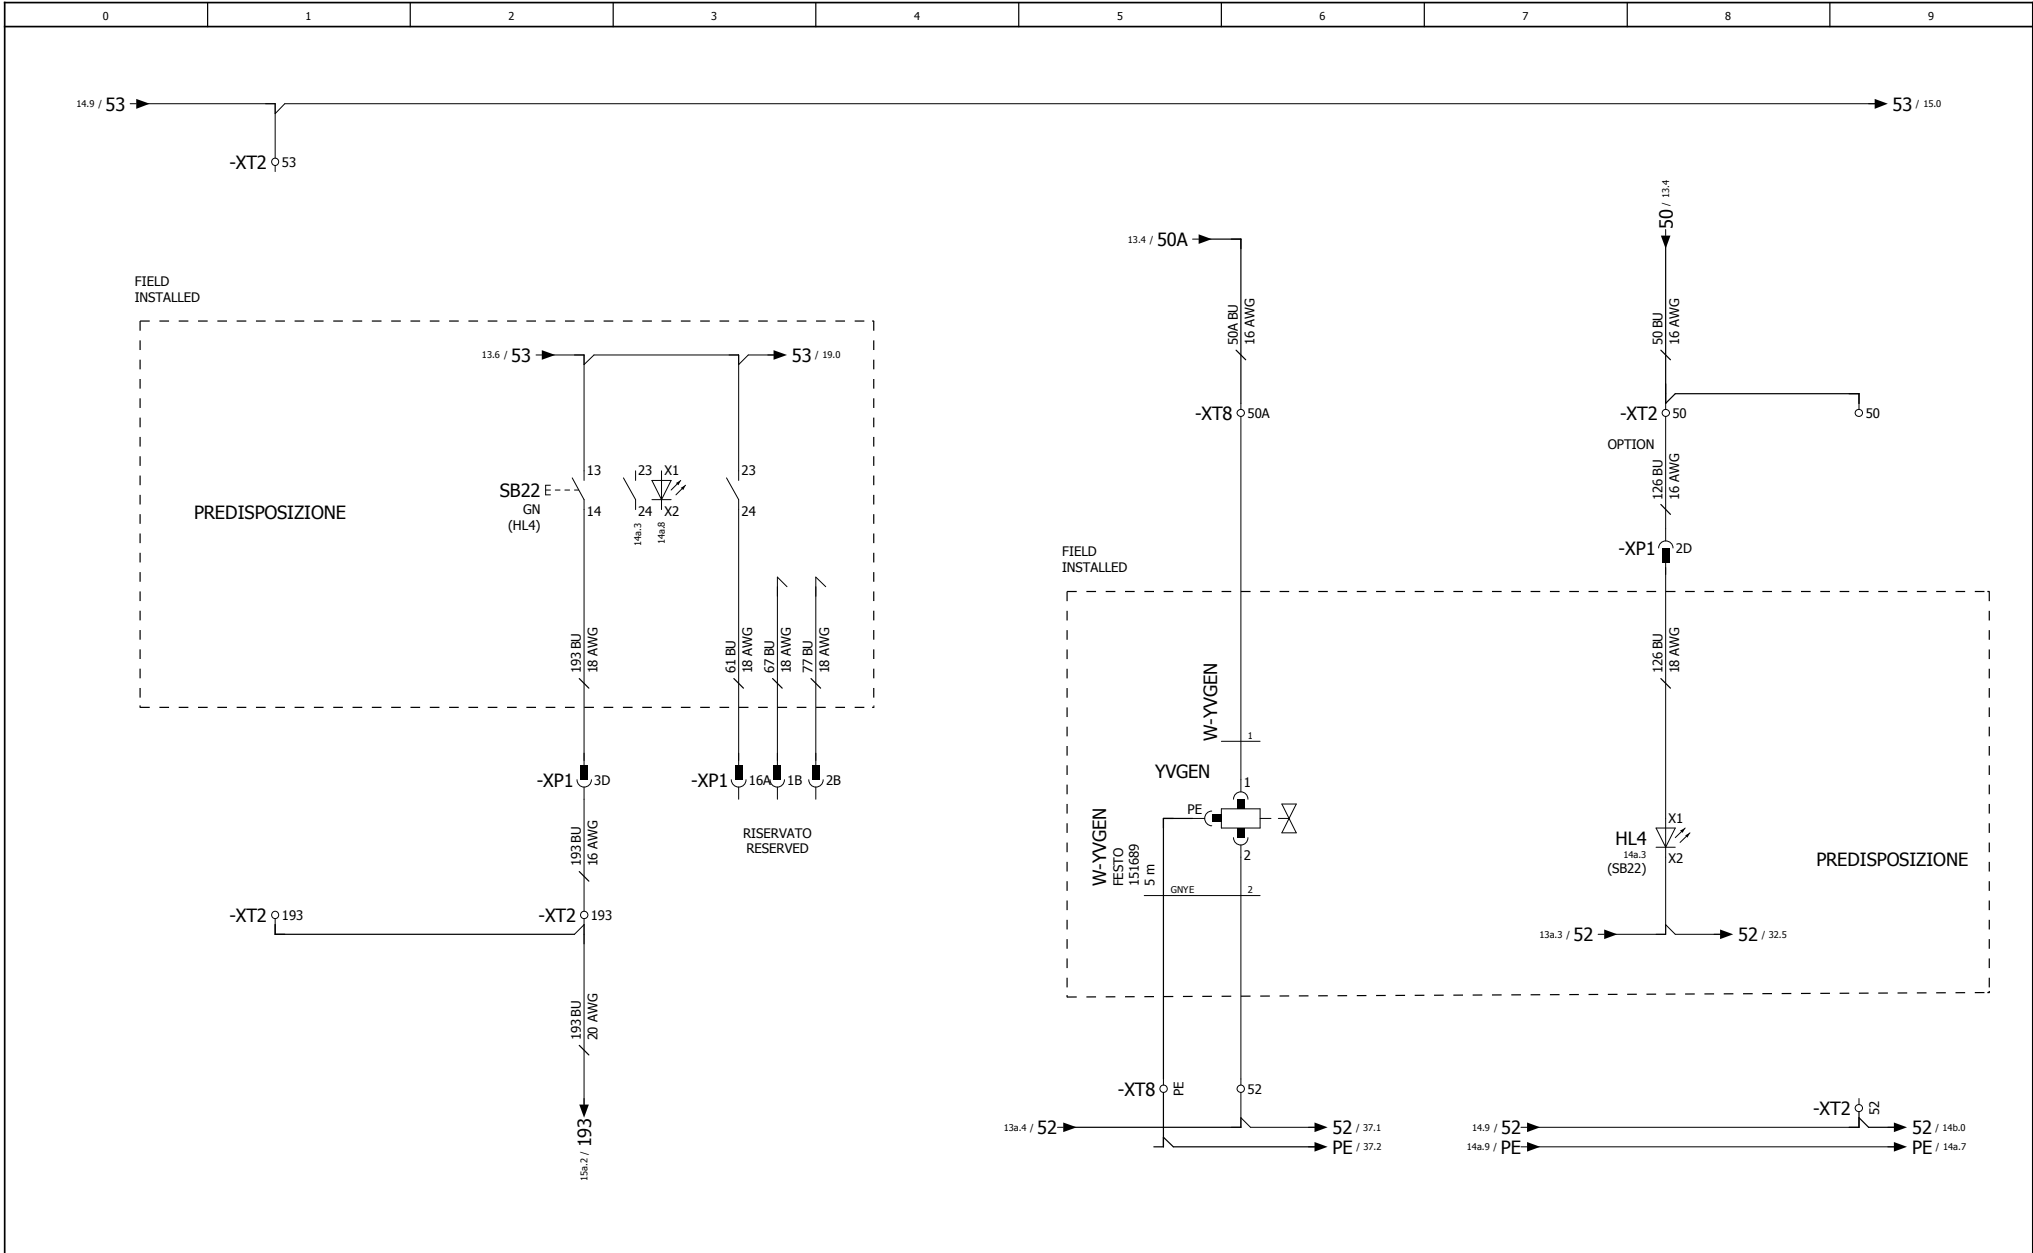 0 1 2 3 4 5 6 7 8 9
14.9 / 53
53 / 15.0
-XT2 53
50 / 13.4
13.4 / 50A
FIELD
INSTALLED
50A BU
16 AWG
50 BU
16 AWG
13.6 / 53
53 / 19.0
-XT8 50A
-XT2 50
50
OPTION
PREDISPOSIZIONE
SB22
GN
(HL4)
E
13
14
23
24
14a.3
X1
X2
14a.8
23
24
126 BU
16 AWG
-XP1 2D
FIELD
INSTALLED
193 BU
18 AWG
61 BU
18 AWG
67 BU
18 AWG
77 BU
18 AWG
126 BU
18 AWG
W-YVGEN
1
-XP1 3D
-XP1 16A 1B 2B
YVGEN
1
PE
2
RISERVATO
RESERVED
193 BU
16 AWG
W-YVGEN
FESTO
151689
5 m
GNYE
2
HL4
14a.3
(SB22)
X1
X2
PREDISPOSIZIONE
-XT2 193
-XT2 193
13a.3 / 52
52 / 32.5
193 BU
20 AWG
15a.2 / 193
-XT8 PE
52
-XT2 52
13a.4 / 52
52 / 37.1
PE / 37.2
14.9 / 52
52 / 14b.0
14a.9 / PE
PE / 14a.7